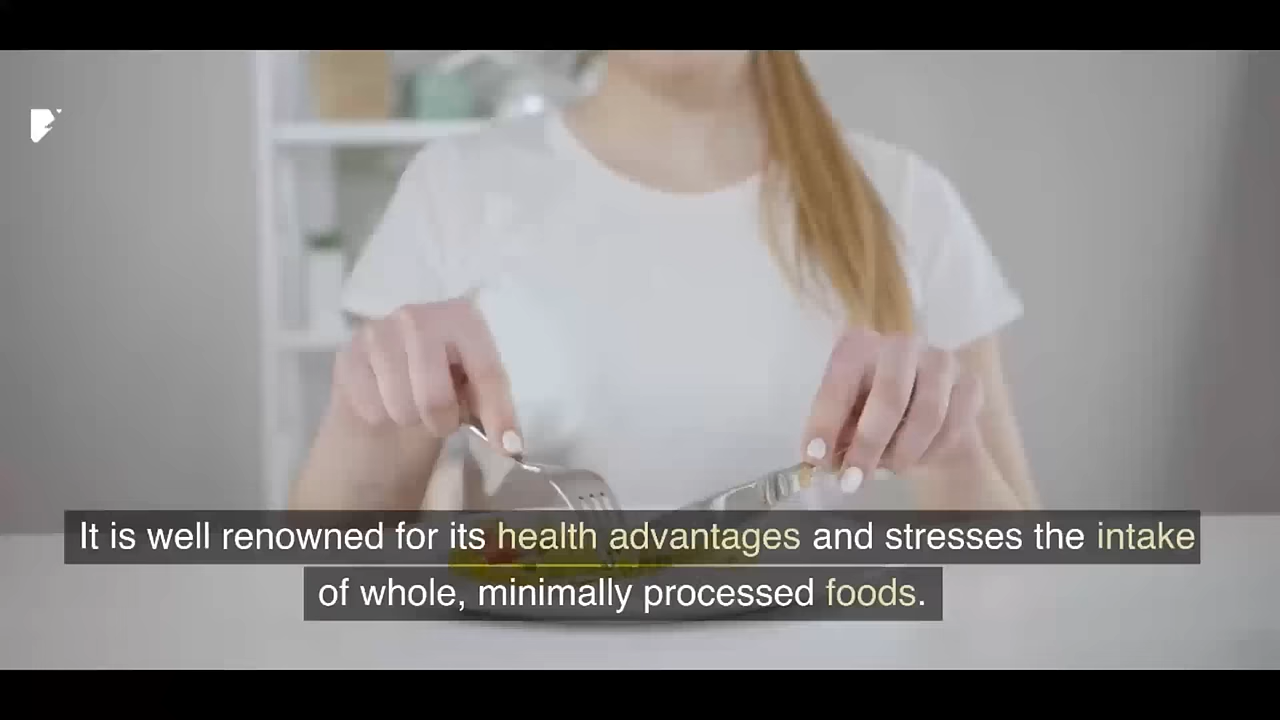 It is well renowned for its health advantages and stresses the intake
of whole, minimally processed foods.